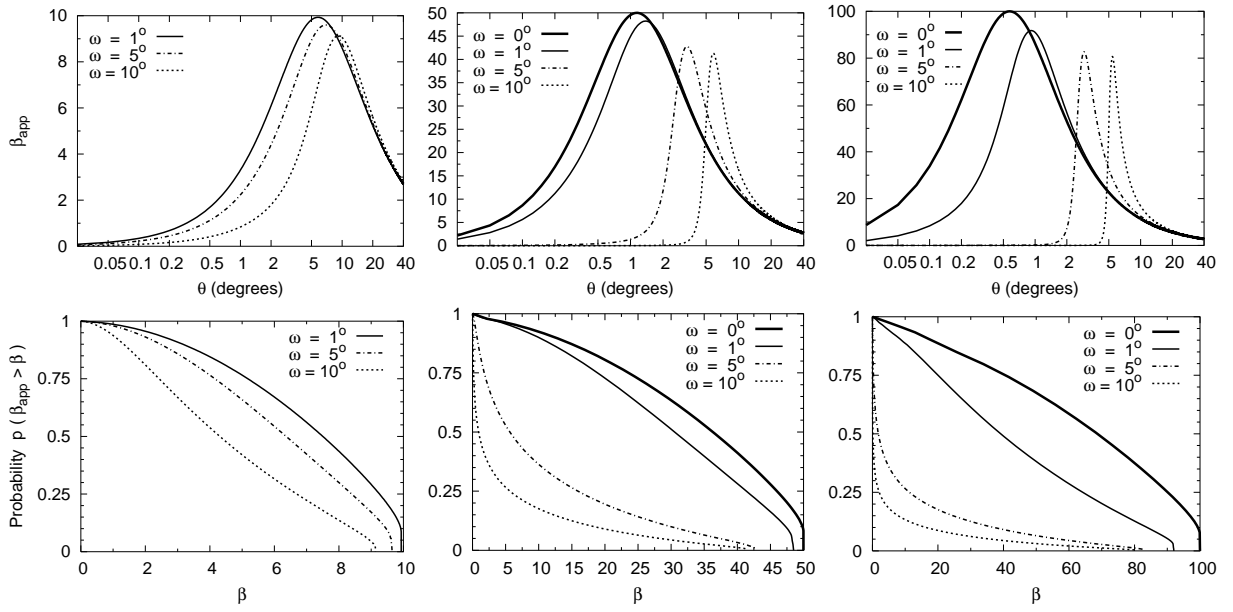 10
8
6
4
2
0
β_app
ω = 1°
ω = 5°
ω = 10°
0.05 0.1 0.2 0.5 1 2 5 10 20 40
θ (degrees)
50
45
40
35
30
25
20
15
10
5
0
ω = 0°
ω = 1°
ω = 5°
ω = 10°
0.05 0.1 0.2 0.5 1 2 5 10 20 40
θ (degrees)
100
80
60
40
20
0
ω = 0°
ω = 1°
ω = 5°
ω = 10°
0.05 0.1 0.2 0.5 1 2 5 10 20 40
θ (degrees)
Probability p ( β_app > β )
1
0.75
0.5
0.25
0
ω = 1°
ω = 5°
ω = 10°
0 2 4 6 8 10
β
1
0.75
0.5
0.25
0
ω = 0°
ω = 1°
ω = 5°
ω = 10°
0 5 10 15 20 25 30 35 40 45 50
β
1
0.75
0.5
0.25
0
ω = 0°
ω = 1°
ω = 5°
ω = 10°
0 20 40 60 80 100
β